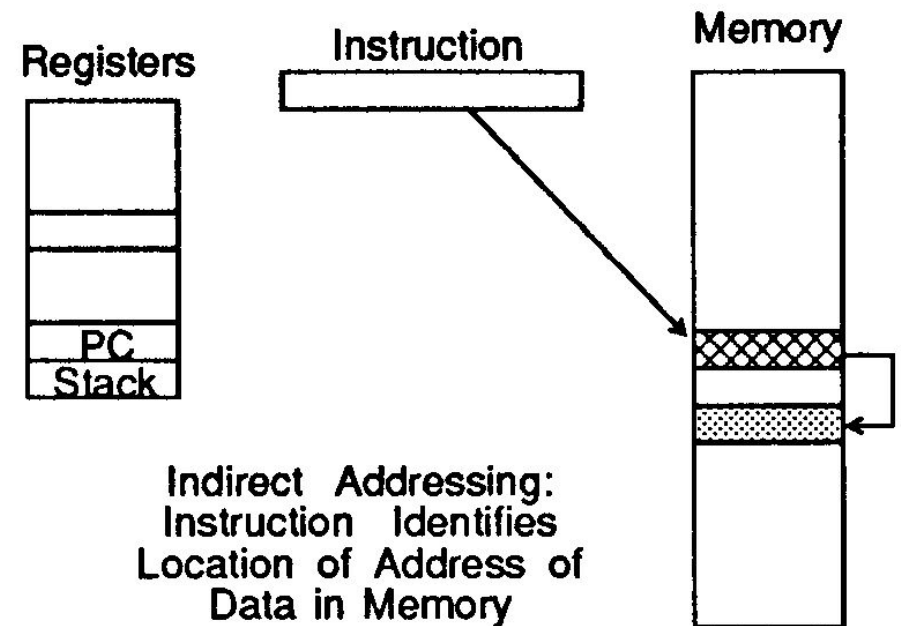 Registers
Instruction
Memory
PC
Stack
Indirect Addressing:
Instruction Identifies
Location of Address of
Data in Memory